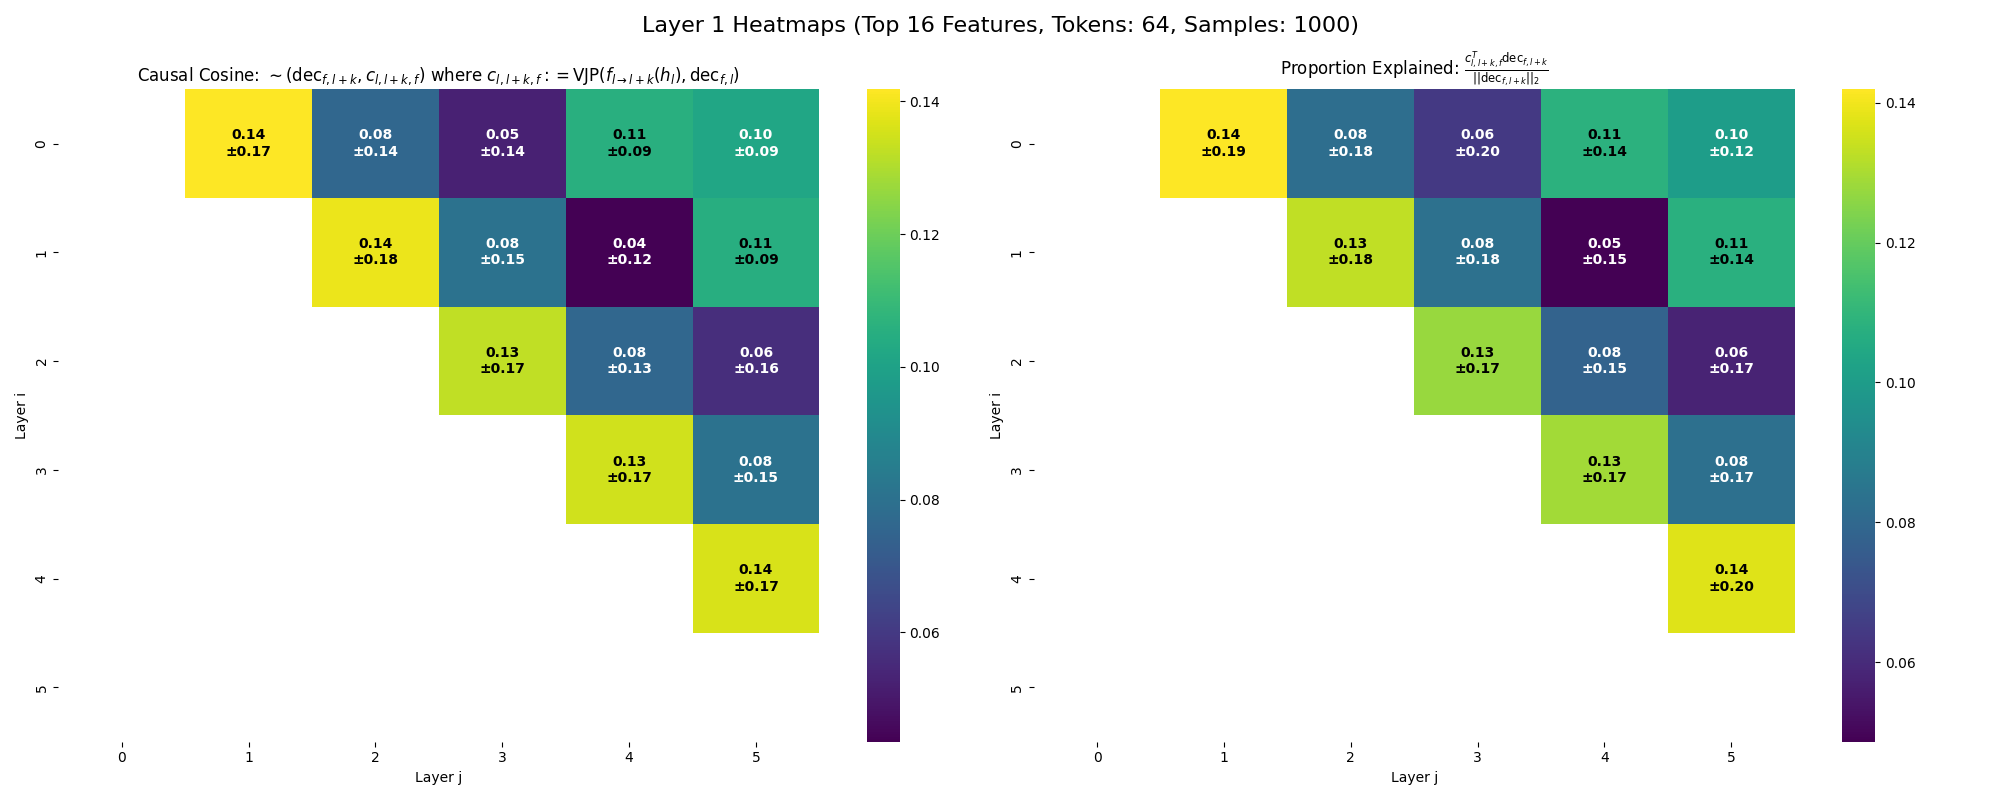 Layer 1 Heatmaps (Top 16 Features, Tokens: 64, Samples: 1000)
Causal Cosine: ∼(dec_{f,l+k}, c_{l,l+k,f}) where c_{l,l+k,f} := VJP(f_{l→l+k}(h_l), dec_{f,l})
0.14 0.08 0.05 0.11 0.10
±0.17 ±0.14 ±0.14 ±0.09 ±0.09
0.14 0.08 0.04 0.11
±0.18 ±0.15 ±0.12 ±0.09
0.13 0.08 0.06
±0.17 ±0.13 ±0.16
0.13 0.08
±0.17 ±0.15
0.14
±0.17
0
1
2
3
4
5
Layer i
0 1 2 3 4 5
Layer j
0.14
0.12
0.10
0.08
0.06
Proportion Explained: \frac{c^T_{l,l+k,f} dec_{f,l+k}}{||dec_{f,l+k}||_2}
0.14 0.08 0.06 0.11 0.10
±0.19 ±0.18 ±0.20 ±0.14 ±0.12
0.13 0.08 0.05 0.11
±0.18 ±0.18 ±0.15 ±0.14
0.13 0.08 0.06
±0.17 ±0.15 ±0.17
0.13 0.08
±0.17 ±0.17
0.14
±0.20
0
1
2
3
4
5
Layer i
0 1 2 3 4 5
Layer j
0.14
0.12
0.10
0.08
0.06